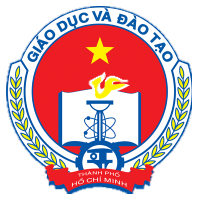 GIÁO DỤC VÀ ĐÀO TẠO
THÀNH PHỐ
HỒ CHÍ MINH